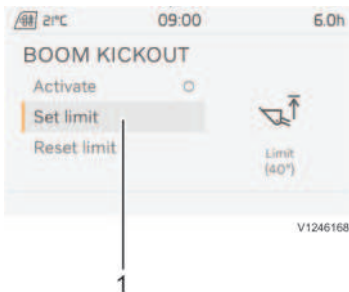 21°C 09:00 6.0h
BOOM KICKOUT
Activate
Set limit
Reset limit
Limit
(40°)
V1246168
1